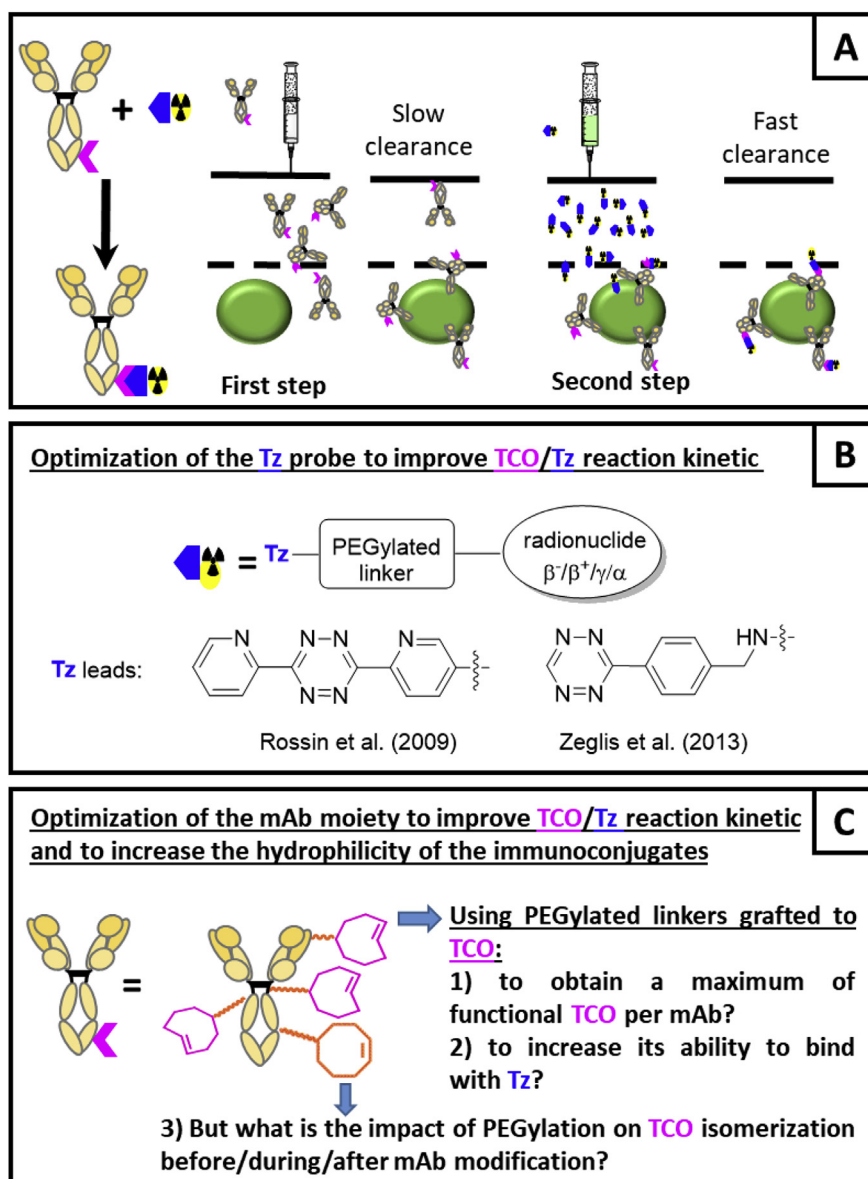 A
+
Slow
clearance
Fast
clearance
First step
Second step
B
Optimization of the Tz probe to improve TCO/Tz reaction kinetic
= Tz
PEGylated
linker
radionuclide
β⁻/β⁺/γ/α
Tz leads:
N N N N=N N
N N N=N HN
Rossin et al. (2009)
Zeglis et al. (2013)
C
Optimization of the mAb moiety to improve TCO/Tz reaction kinetic
and to increase the hydrophilicity of the immunoconjugates
=
Using PEGylated linkers grafted to
TCO:
1) to obtain a maximum of
functional TCO per mAb?
2) to increase its ability to bind
with Tz?
3) But what is the impact of PEGylation on TCO isomerization
before/during/after mAb modification?